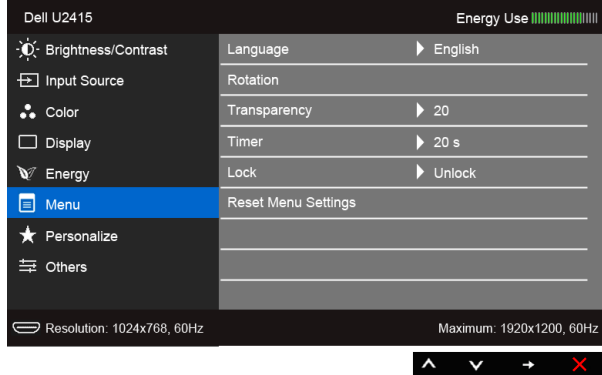 Dell U2415 Energy Use
Brightness/Contrast Language English
Input Source Rotation
Color Transparency 20
Display Timer 20 s
Energy Lock Unlock
Menu Reset Menu Settings
Personalize
Others
Resolution: 1024x768, 60Hz Maximum: 1920x1200, 60Hz